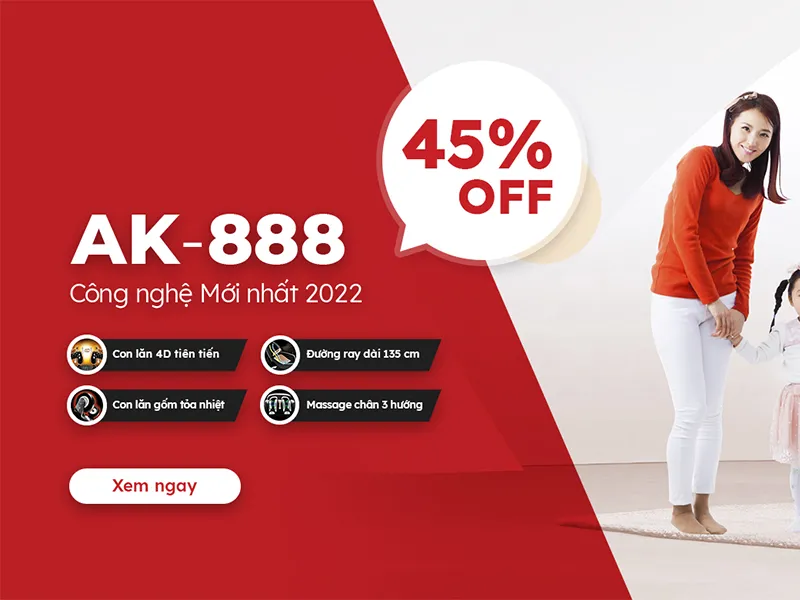 45%
OFF
AK-888
Công nghệ Mới nhất 2022
Con lăn 4D tiên tiến
Đường ray dài 135 cm
Con lăn gốm tỏa nhiệt
Massage chân 3 hướng
Xem ngay